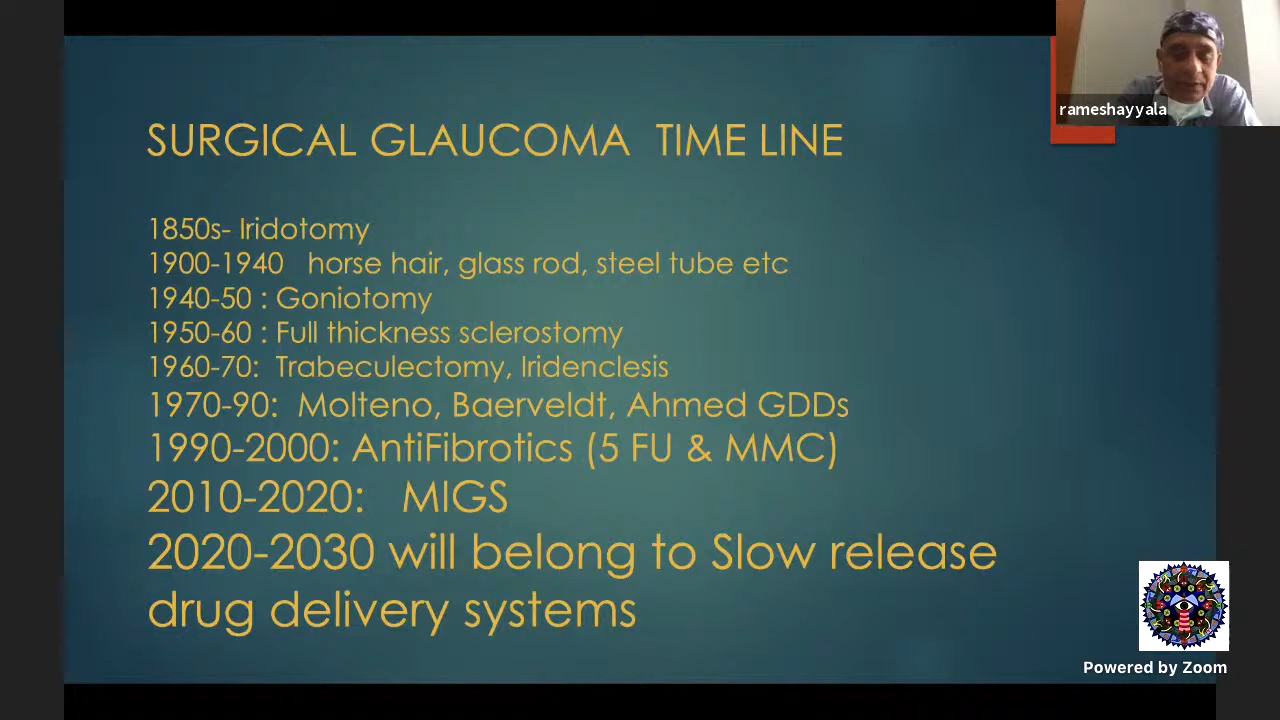 rameshayyala
SURGICAL GLAUCOMA TIME LINE
1850s- Iridotomy
1900-1940 horse hair, glass rod, steel tube etc
1940-50 : Goniotomy
1950-60 : Full thickness sclerostomy
1960-70: Trabeculectomy, Iridenclesis
1970-90: Molteno, Baerveldt, Ahmed GDDs
1990-2000: AntiFibrotics (5 FU & MMC)
2010-2020: MIGS
2020-2030 will belong to Slow release
drug delivery systems
Powered by Zoom